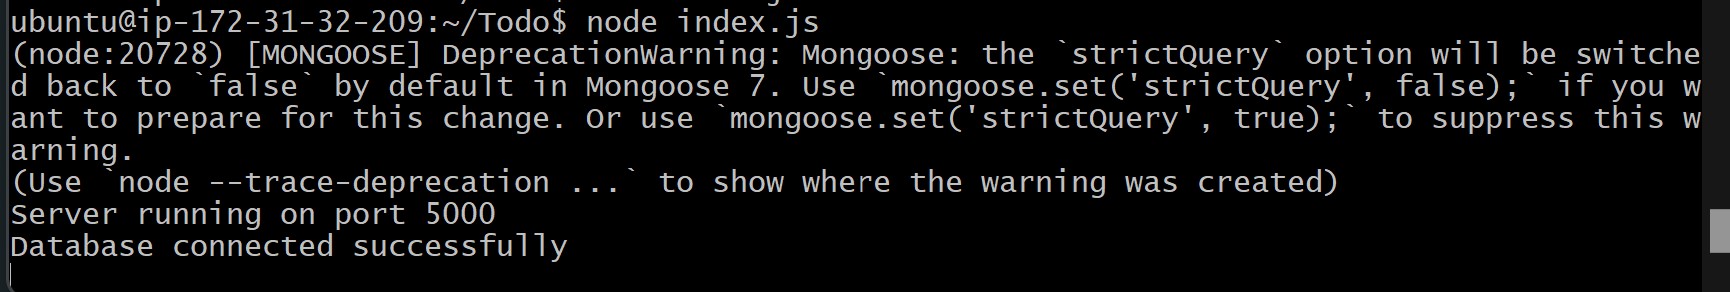 ubuntu@ip-172-31-32-209:~/Todo$ node index.js
(node:20728) [MONGOOSE] DeprecationWarning: Mongoose: the `strictQuery` option will be switche
d back to `false` by default in Mongoose 7. Use `mongoose.set('strictQuery', false);` if you w
ant to prepare for this change. Or use `mongoose.set('strictQuery', true);` to suppress this w
arning.
(Use `node --trace-deprecation ...` to show where the warning was created)
Server running on port 5000
Database connected successfully